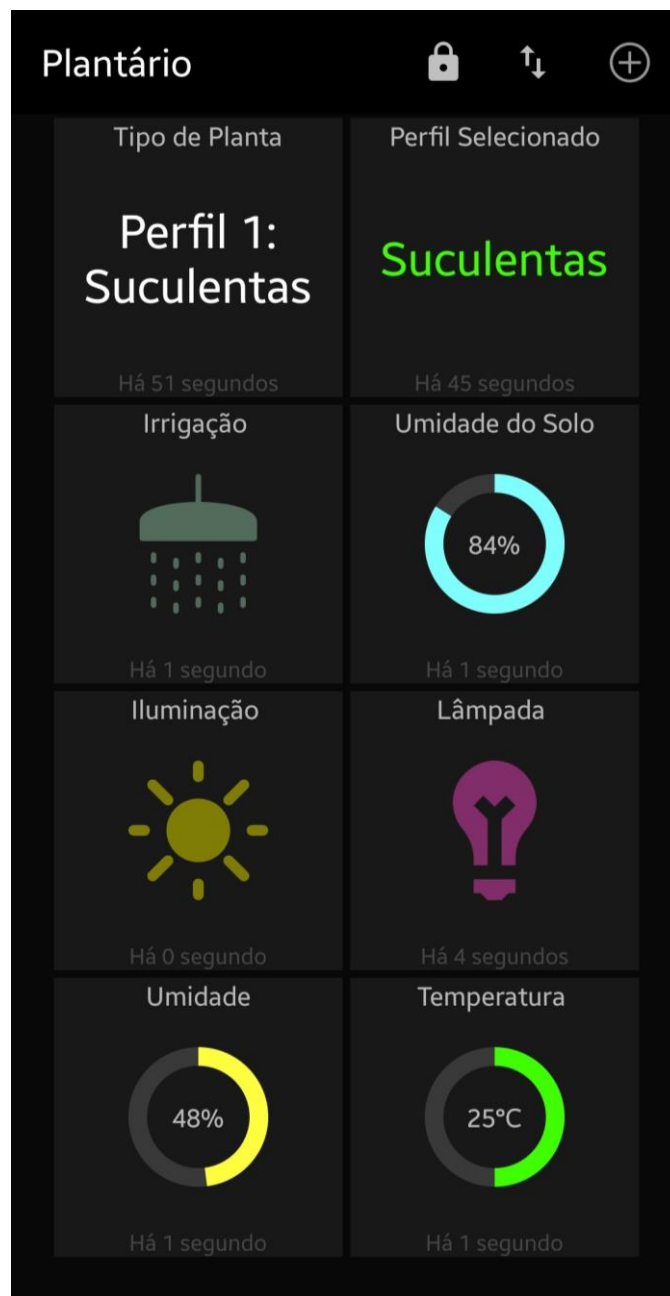 Plantário
Tipo de Planta
Perfil 1:
Suculentas
Há 51 segundos
Perfil Selecionado
Suculentas
Há 45 segundos
Irrigação
Há 1 segundo
Umidade do Solo
84%
Há 1 segundo
Iluminação
Há 0 segundo
Lâmpada
Há 4 segundos
Umidade
48%
Há 1 segundo
Temperatura
25°C
Há 1 segundo